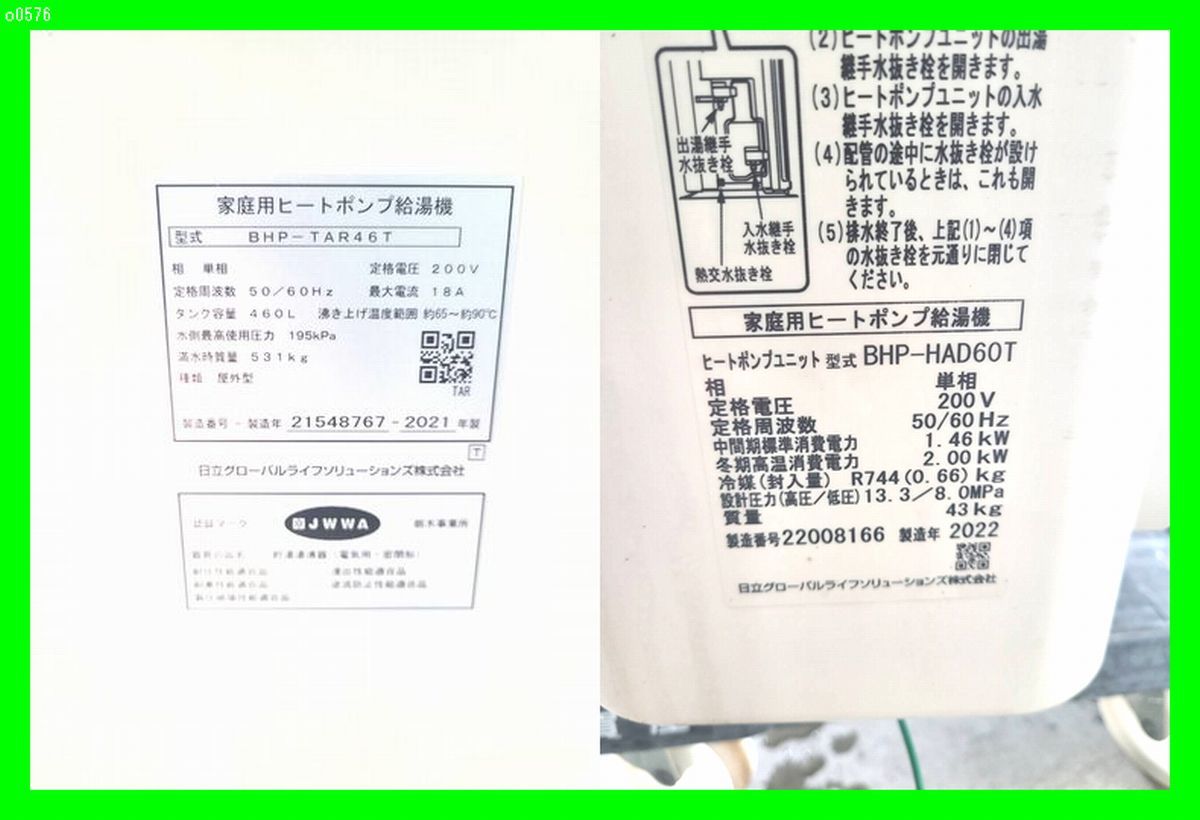 o0576
家庭用ヒートポンプ給湯機
型式 BHP-TAR46T
相 単相 定格電圧 200V
定格周波数 50/60Hz 最大電流 18A
タンク容量 460L 沸き上げ温度範囲 約65~約90℃
水側最高使用圧力 195kPa
満水時質量 531kg
種類 屋外型
TAR
製造番号-製造年 21548767-2021年製
T
日立グローバルライフソリューションズ株式会社
認証マーク JWWA 栃木事業所
(2)ヒートポンプユニットの出湯
継手水抜き栓を開きます。
(3)ヒートポンプユニットの入水
継手水抜き栓を開きます。
(4)配管の途中に水抜き栓が設け
られているときは、これも開
きます。
(5)排水終了後、上記(1)~(4)項
の水抜き栓を元通りに閉じて
ください。
出湯継手
水抜き栓
入水継手
水抜き栓
熱交水抜き栓
家庭用ヒートポンプ給湯機
ヒートポンプユニット 型式 BHP-HAD60T
相 単相
定格電圧 200V
定格周波数 50/60Hz
中間期標準消費電力 1.46kW
冬期高温消費電力 2.00kW
冷媒(封入量) R744(0.66)kg
設計圧力(高圧/低圧)13.3/8.0MPa
質量 43kg
製造番号22008166 製造年 2022
日立グローバルライフソリューションズ株式会社